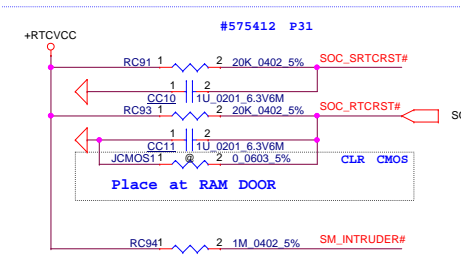 #575412 P31
+RTCVCC
RC91 1 2 20K_0402_5% SOC_SRTCRST#
1 2
CC10 1U_0201_6.3V6M
RC93 1 2 20K_0402_5% SOC_RTCRST#
1 2
CC11 1U_0201_6.3V6M
JCMOS1 1 @ 2 0_0603_5% CLR CMOS
Place at RAM DOOR
RC94 1 2 1M_0402_5% SM_INTRUDER#